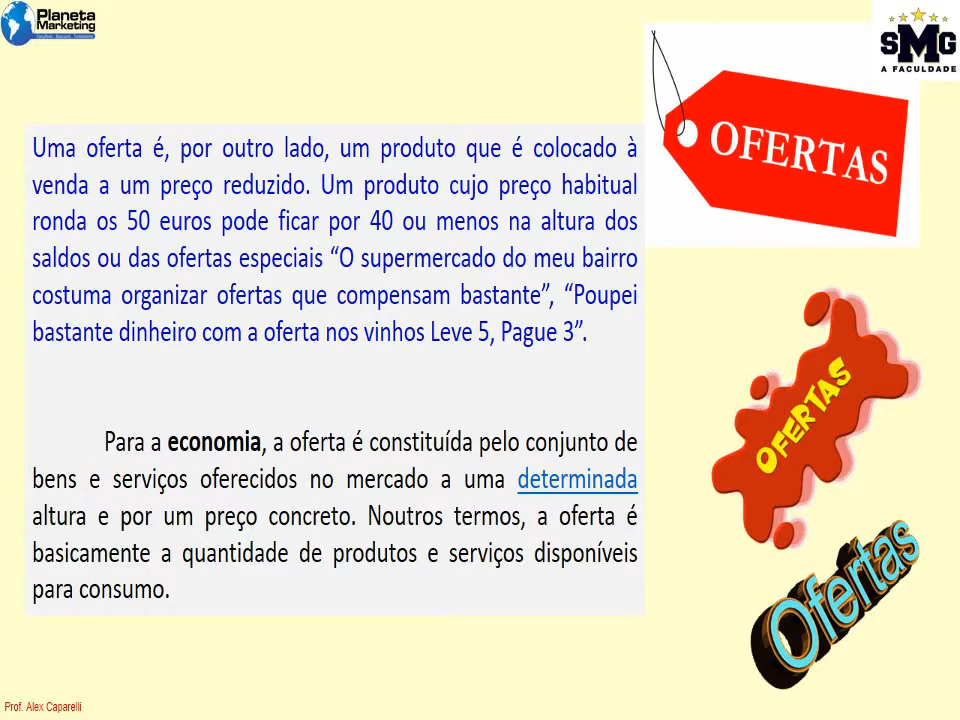 Planeta
Marketing
SMG
A FACULDADE
OFERTAS
Uma oferta é, por outro lado, um produto que é colocado à
venda a um preço reduzido. Um produto cujo preço habitual
ronda os 50 euros pode ficar por 40 ou menos na altura dos
saldos ou das ofertas especiais “O supermercado do meu bairro
costuma organizar ofertas que compensam bastante”, “Poupei
bastante dinheiro com a oferta nos vinhos Leve 5, Pague 3”.
OFERTAS
Para a economia, a oferta é constituída pelo conjunto de
bens e serviços oferecidos no mercado a uma determinada
altura e por um preço concreto. Noutros termos, a oferta é
basicamente a quantidade de produtos e serviços disponíveis
para consumo.
Ofertas
Prof. Alex Caparelli